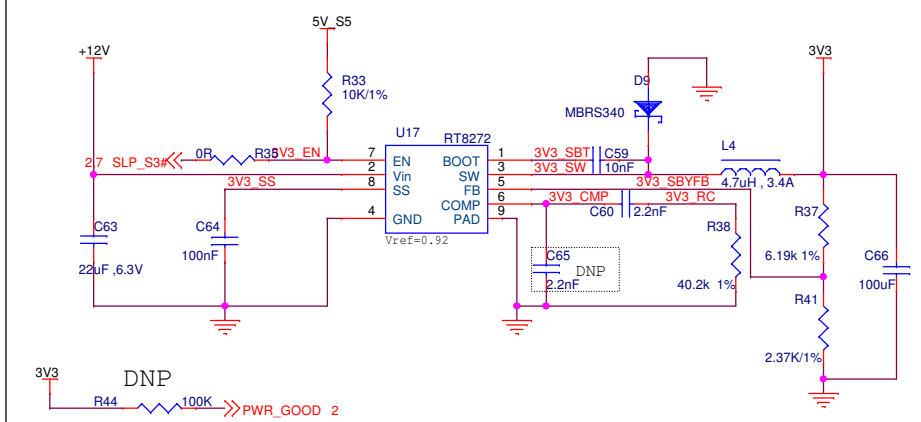 5V_S5
+12V
3V3
R33
10K/1%
D9
MBRS340
U17
RT8272
L4
2,7 SLP_S3#
0R
R35
3V3_EN
7
EN
BOOT
1
3V3_SBT
C59
10nF
2
Vin
SW
3
3V3_SW
4.7uH , 3.4A
3V3_SS
8
SS
FB
5
3V3_SBYFB
COMP
6
3V3_CMP
C60
2.2nF
3V3_RC
4
GND
PAD
9
Vref=0.92
C63
22uF ,6.3V
C64
100nF
C65
DNP
2.2nF
R38
40.2k 1%
R37
6.19k 1%
C66
100uF
R41
2.37K/1%
3V3
DNP
R44
100K
PWR_GOOD 2